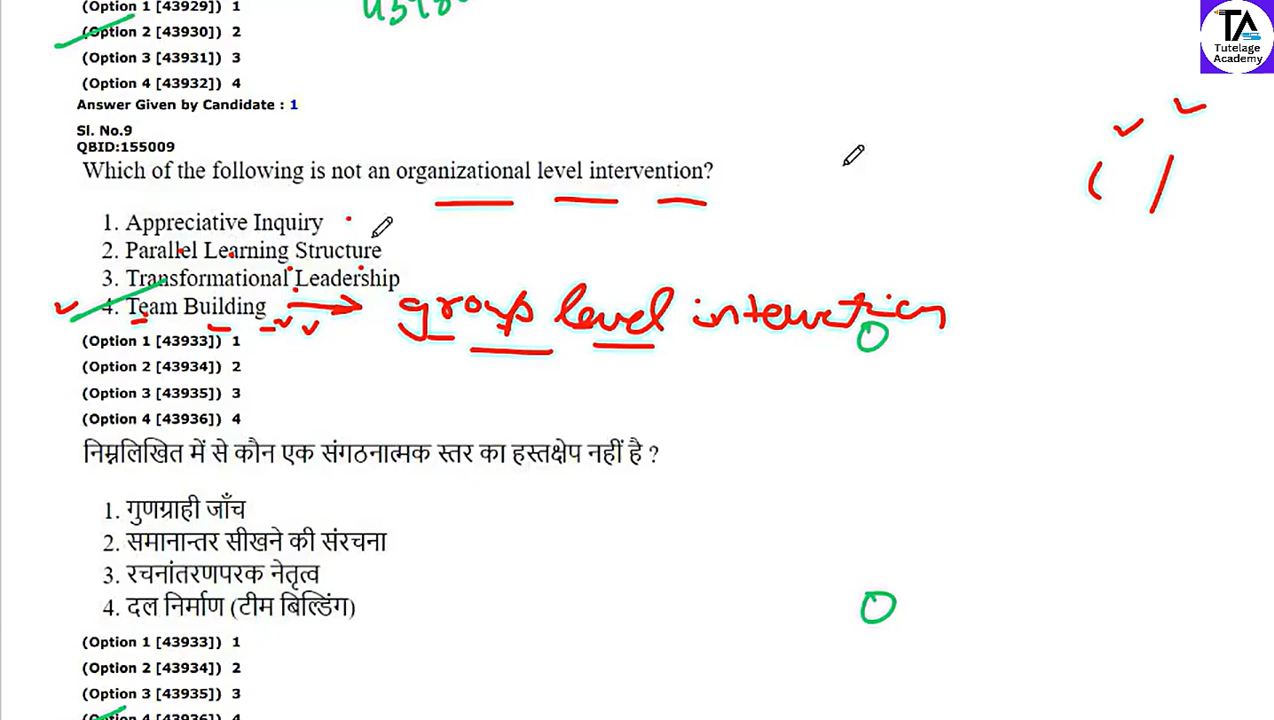 (Option 1 [43929]) 1
(Option 2 [43930]) 2
(Option 3 [43931]) 3
(Option 4 [43932]) 4
Answer Given by Candidate : 1
TA
Tutelage
Academy
Sl. No.9
QBID:155009
Which of the following is not an organizational level intervention?
1. Appreciative Inquiry
2. Parallel Learning Structure
3. Transformational Leadership
4. Team Building
group level
(Option 1 [43933]) 1
(Option 2 [43934]) 2
(Option 3 [43935]) 3
(Option 4 [43936]) 4
निम्नलिखित में से कौन एक संगठनात्मक स्तर का हस्तक्षेप नहीं है ?
1. गुणग्राही जाँच
2. समानान्तर सीखने की संरचना
3. रचनांतरणपरक नेतृत्व
4. दल निर्माण (टीम बिल्डिंग)
(Option 1 [43933]) 1
(Option 2 [43934]) 2
(Option 3 [43935]) 3
(Option 4 [43936]) 4